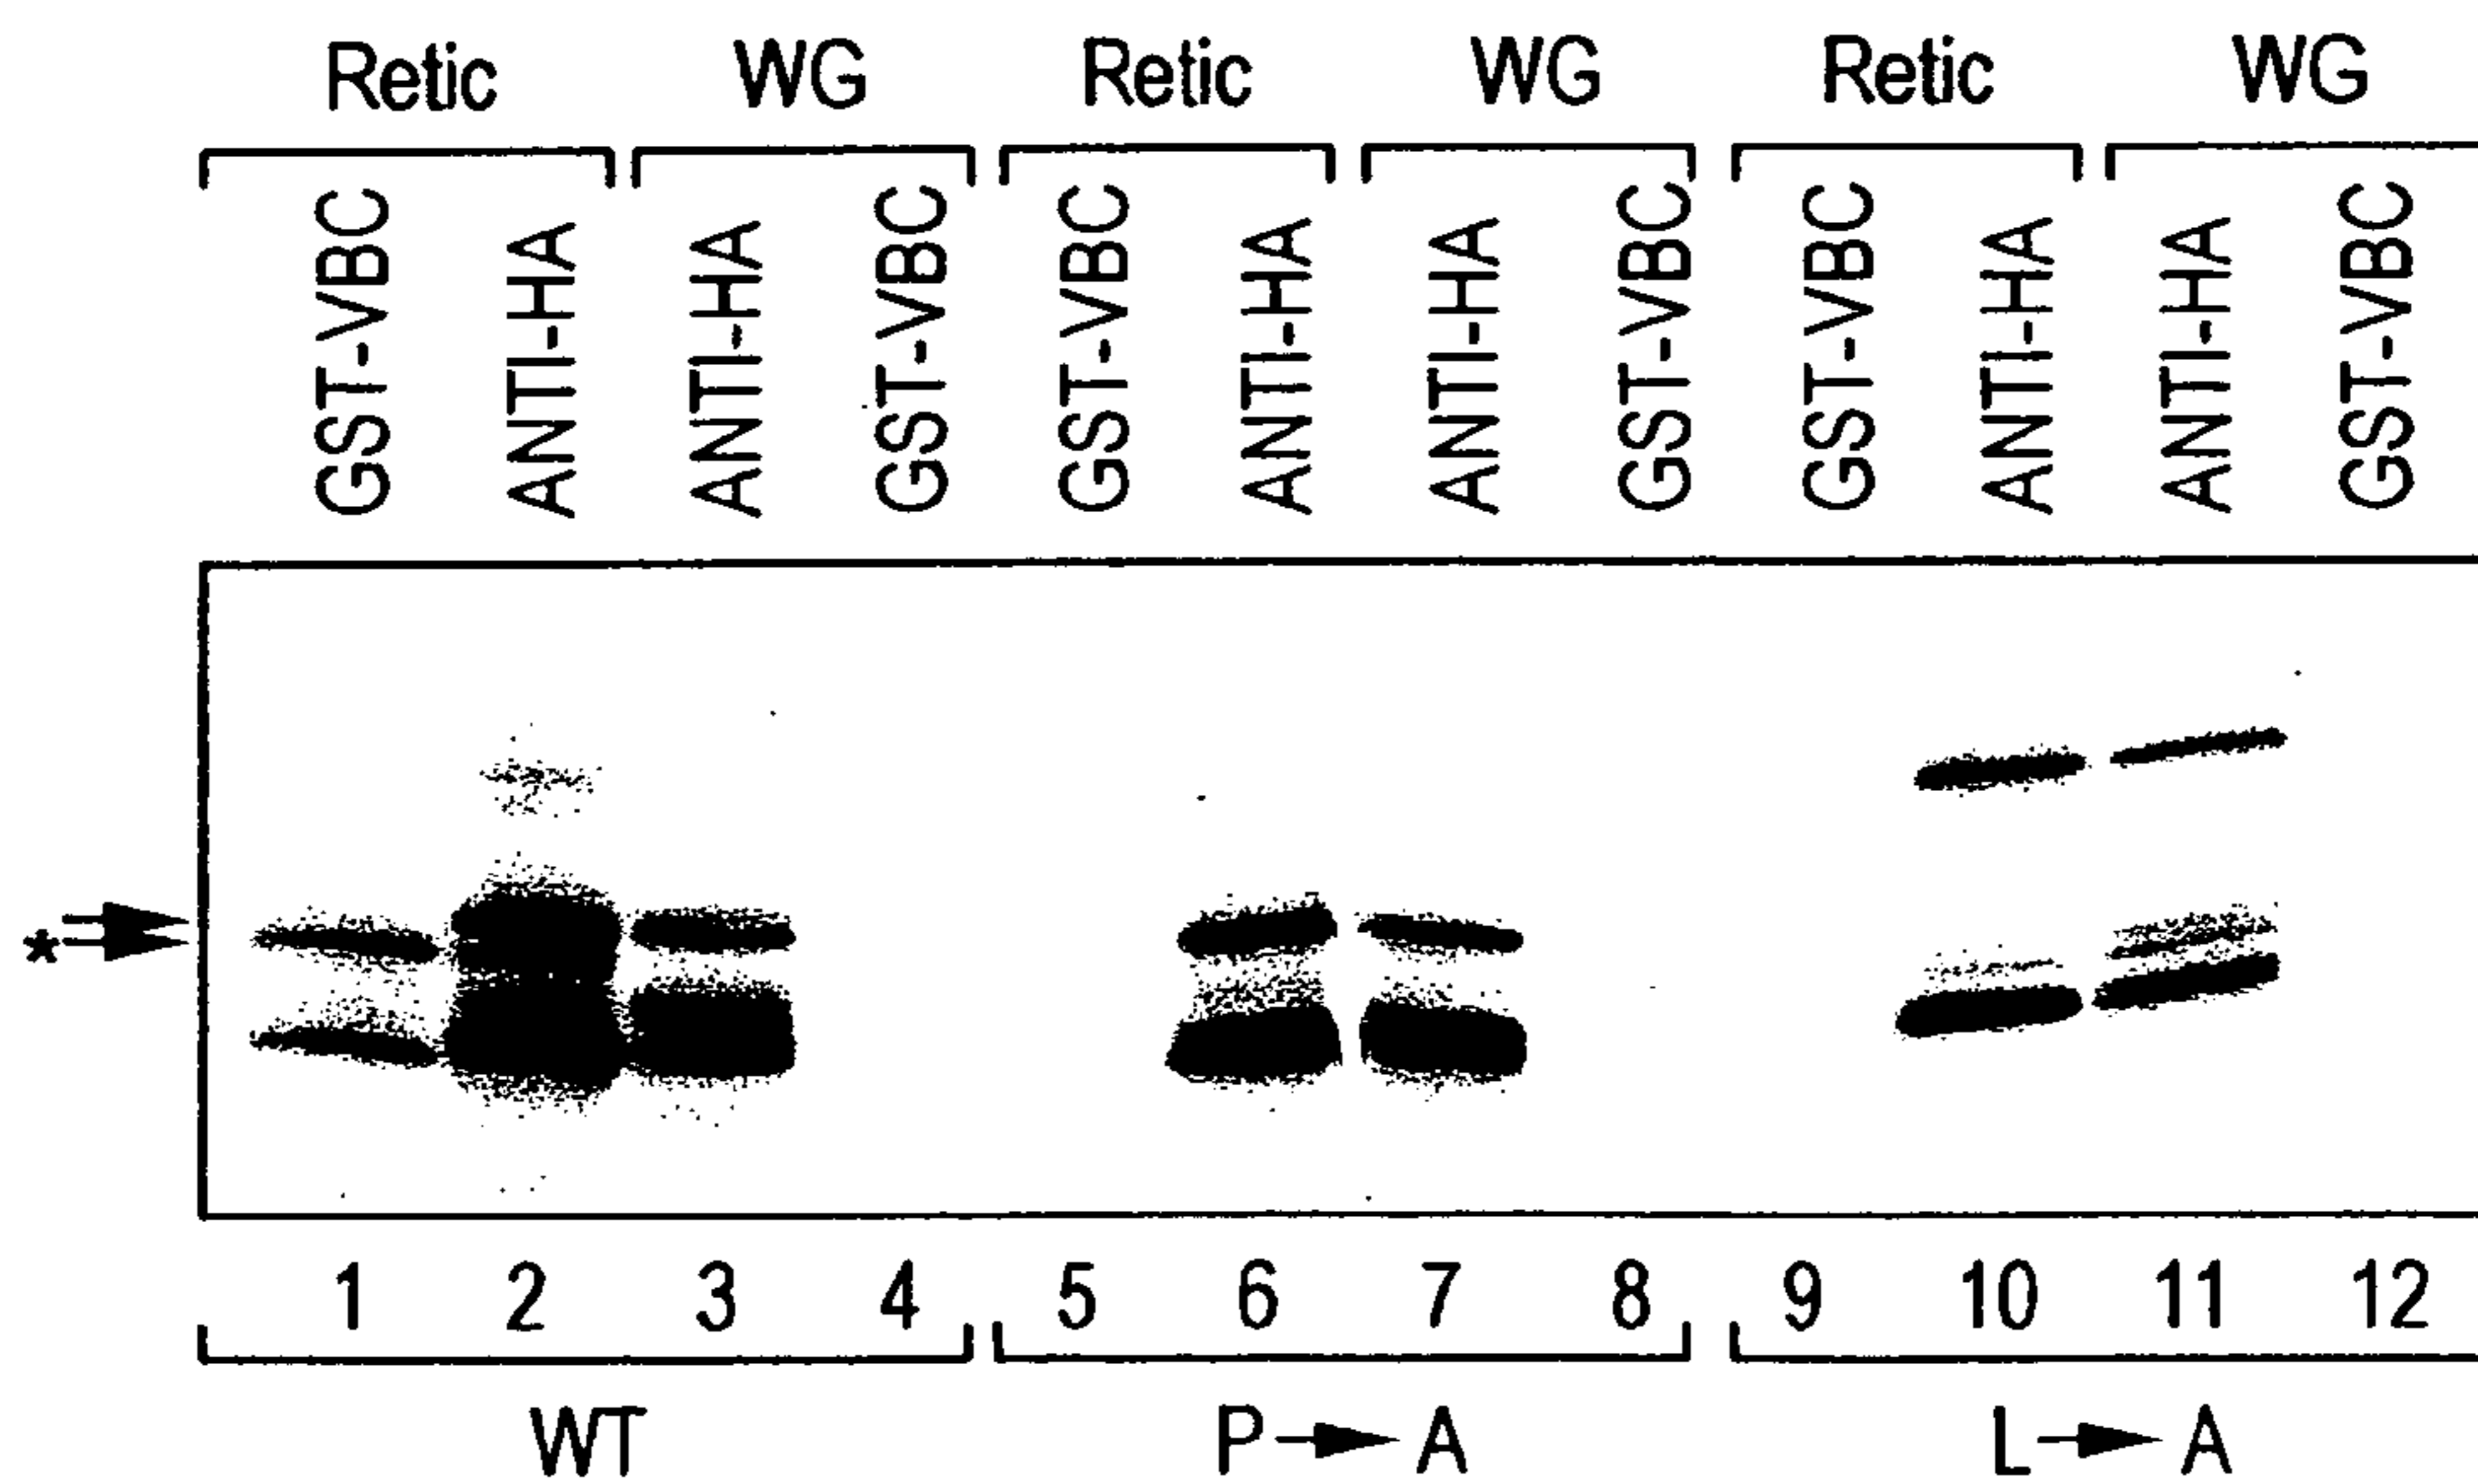 Retic WG Retic WG Retic WG
GST-VBC ANTI-HA ANTI-HA GST-VBC GST-VBC ANTI-HA ANTI-HA GST-VBC GST-VBC ANTI-HA ANTI-HA GST-VBC
*
1 2 3 4 5 6 7 8 9 10 11 12
WT P→A L→A